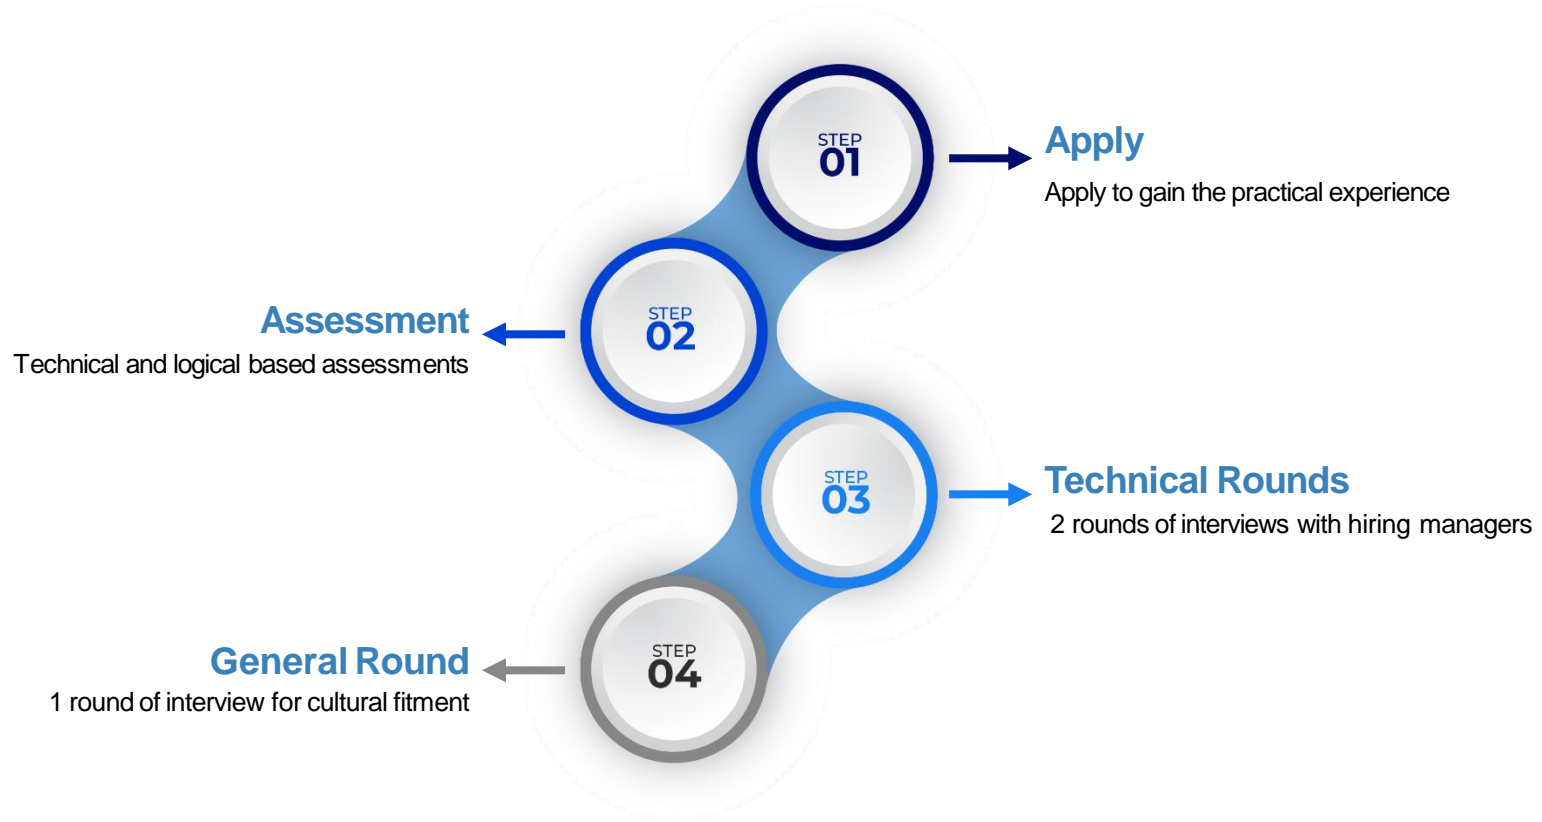 STEP
01
Apply
Apply to gain the practical experience
STEP
02
Assessment
Technical and logical based assessments
STEP
03
Technical Rounds
2 rounds of interviews with hiring managers
STEP
04
General Round
1 round of interview for cultural fitment